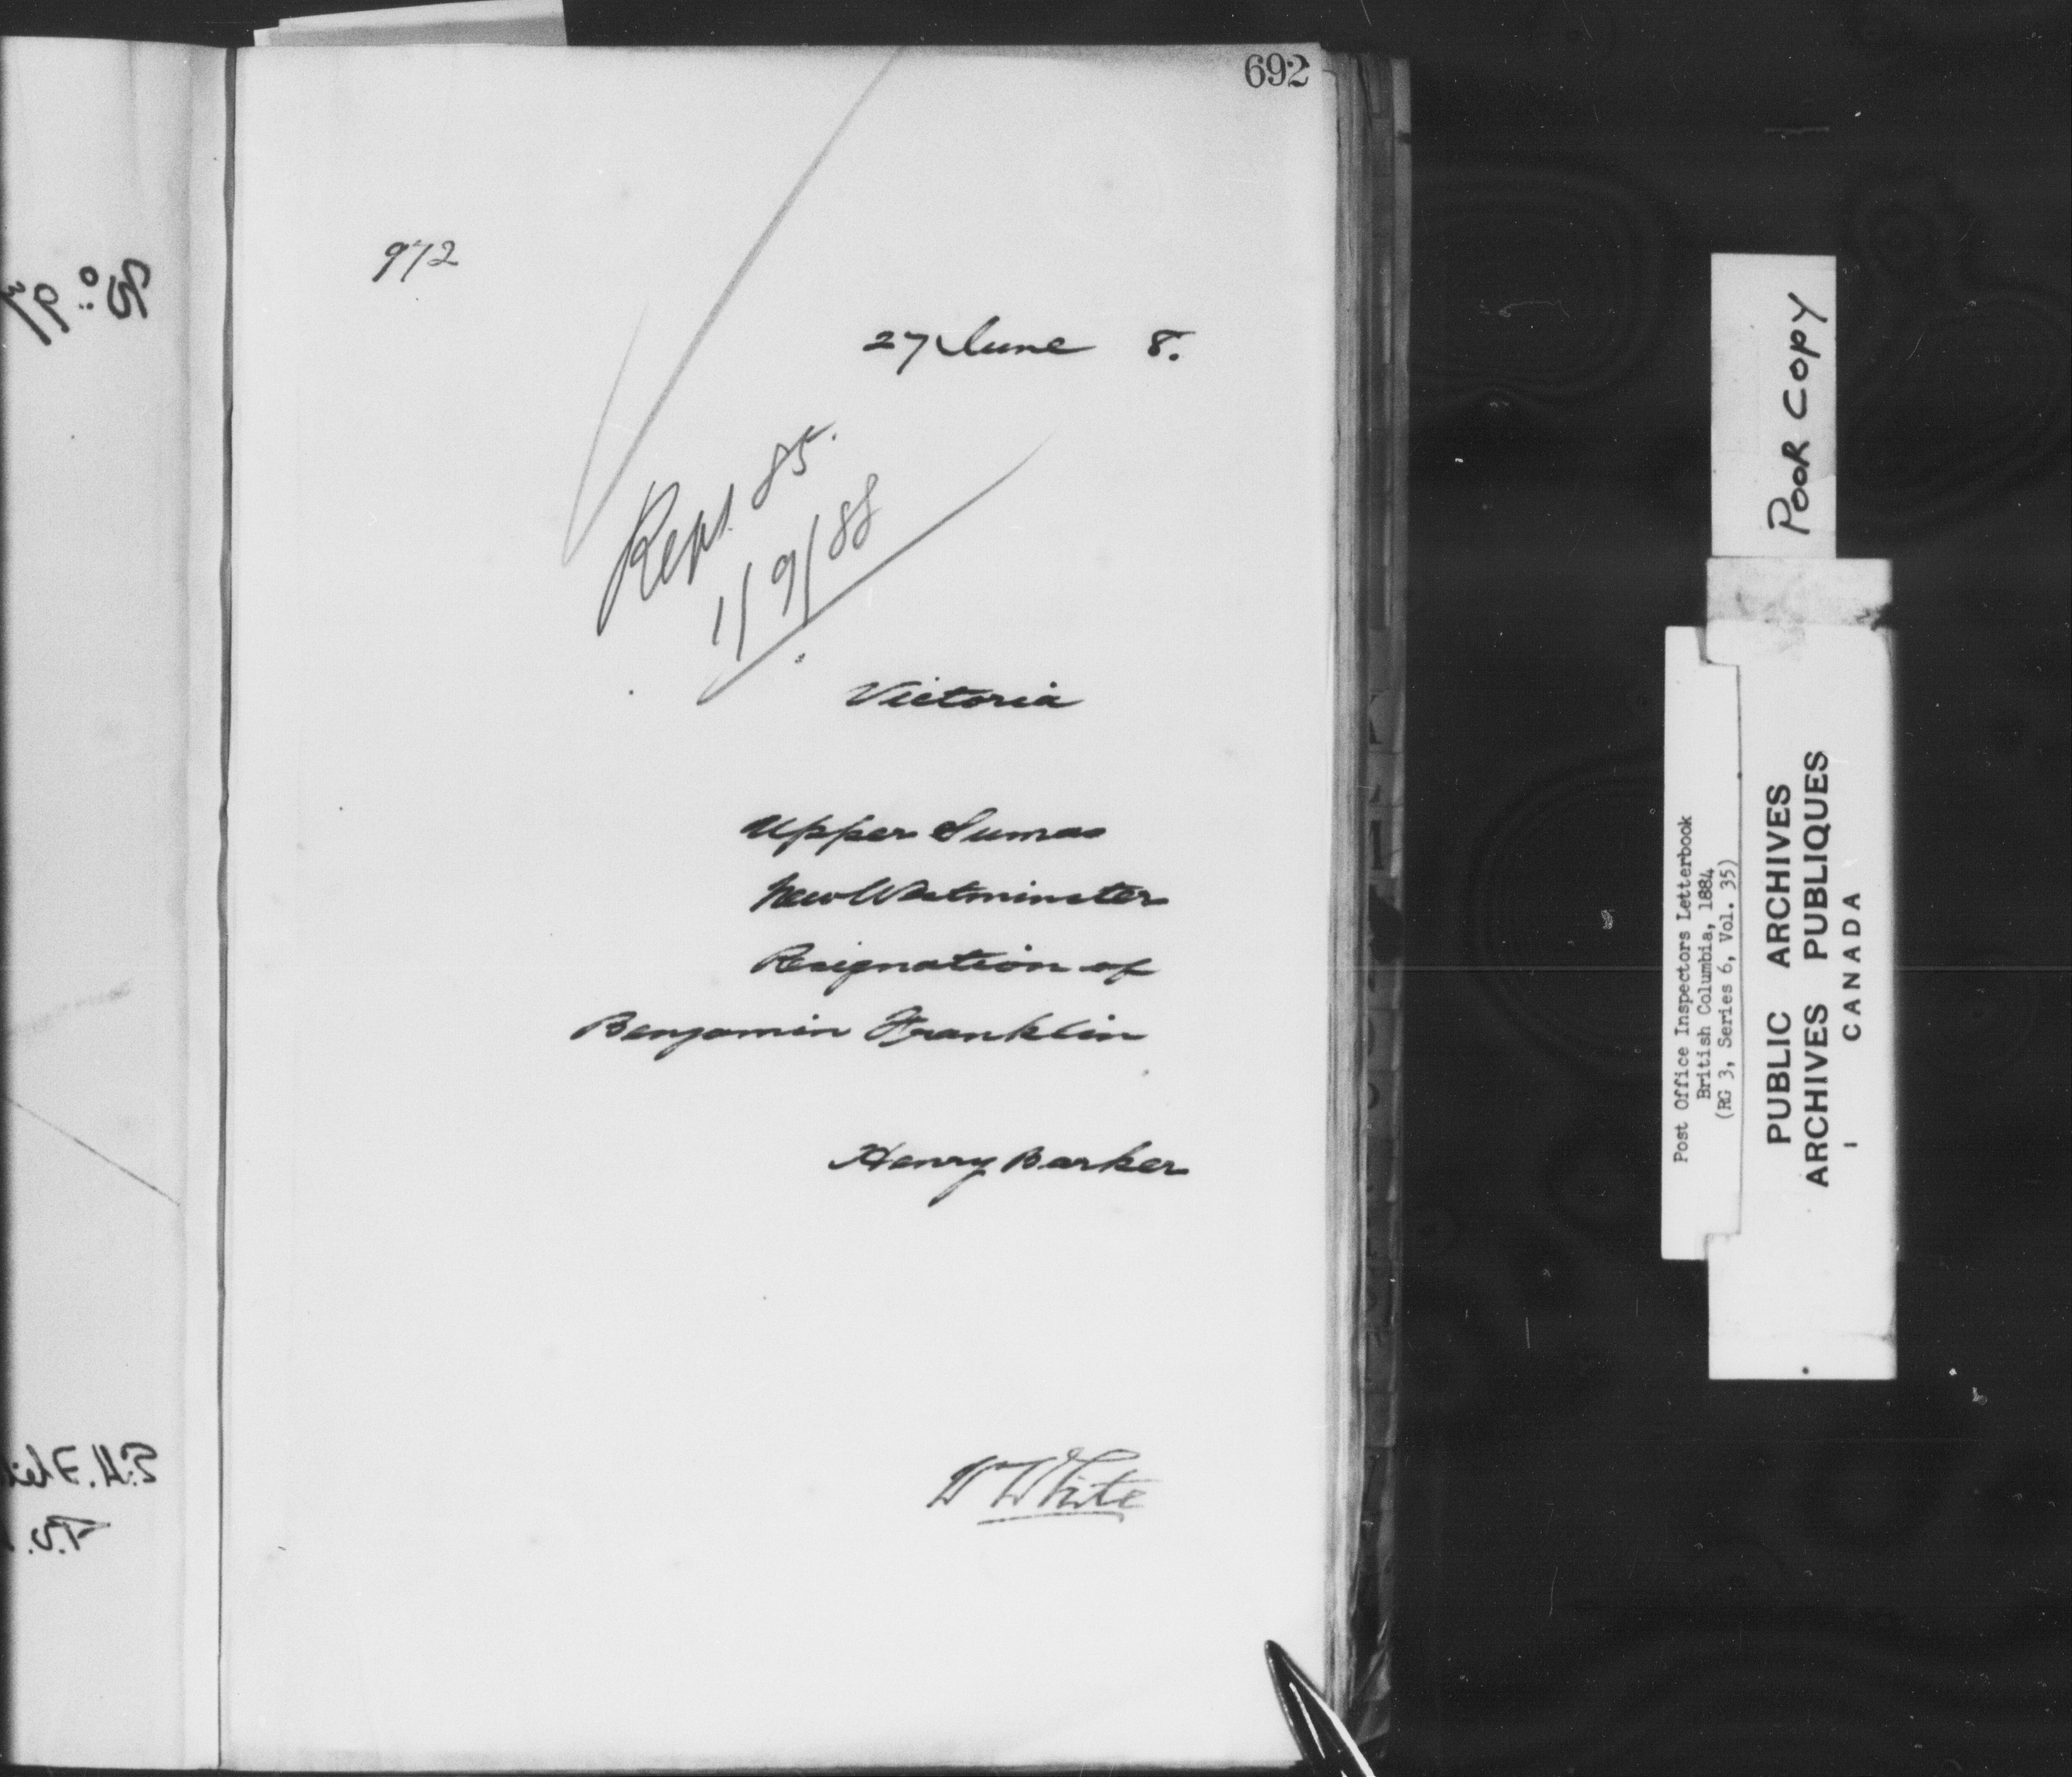 692
972
27 June 8.
Rept. 85.
1/9/88
Victoria
Upper Sumas
New Westminster
Resignation of
Benjamin Franklin
Henry Barker
W White
POOR COPY
Post Office Inspectors Letterbook
British Columbia, 1884
(RG 3, Series 6, Vol. 35)
PUBLIC ARCHIVES
ARCHIVES PUBLIQUES
CANADA